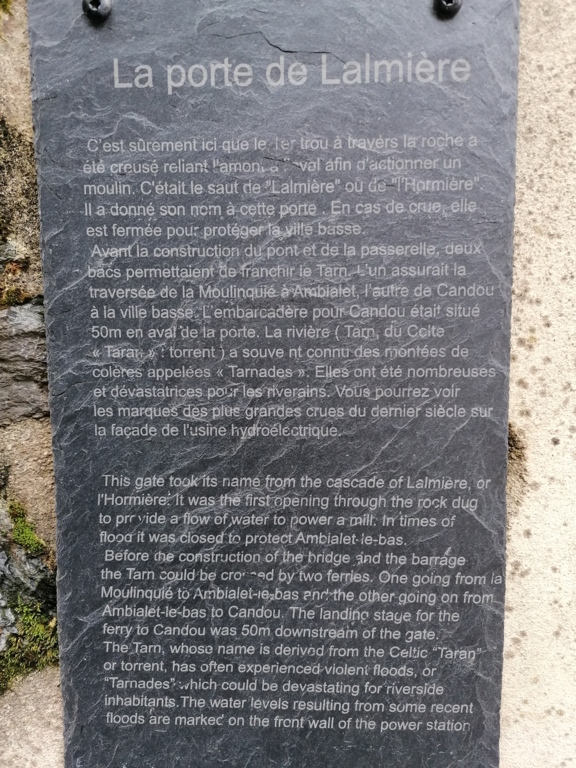 La porte de Lalmière
C'est sûrement ici que le 1er trou à travers la roche a
été creusé reliant l'amont à l'aval afin d'actionner un
moulin. C'était le saut de "Lalmière" ou de "l'Hormière".
Il a donné son nom à cette porte . En cas de crue, elle
est fermée pour protéger la ville basse.
Avant la construction du pont et de la passerelle, deux
bacs permettaient de franchir le Tarn. L'un assurait la
traversée de la Moulinquié à Ambialet, l'autre de Candou
à la ville basse. L'embarcadère pour Candou était situé
50m en aval de la porte. La rivière ( Tarn, du Celte
« Taran » : torrent ) a souvent connu des montées de
colères appelées « Tarnades ». Elles ont été nombreuses
et dévastatrices pour les riverains. Vous pourrez voir
les marques des plus grandes crues du dernier siècle sur
la façade de l'usine hydroélectrique.
This gate took its name from the cascade of Lalmière, or
l'Hormière. It was the first opening through the rock dug
to provide a flow of water to power a mill. In times of
flood it was closed to protect Ambialet-le-bas.
Before the construction of the bridge and the barrage
the Tarn could be crossed by two ferries. One going from la
Moulinquié to Ambialet-le-bas and the other going on from
Ambialet-le-bas to Candou. The landing stage for the
ferry to Candou was 50m downstream of the gate.
The Tarn, whose name is derived from the Celtic "Taran"
or torrent, has often experienced violent floods, or
"Tarnades" which could be devastating for riverside
inhabitants.The water levels resulting from some recent
floods are marked on the front wall of the power station